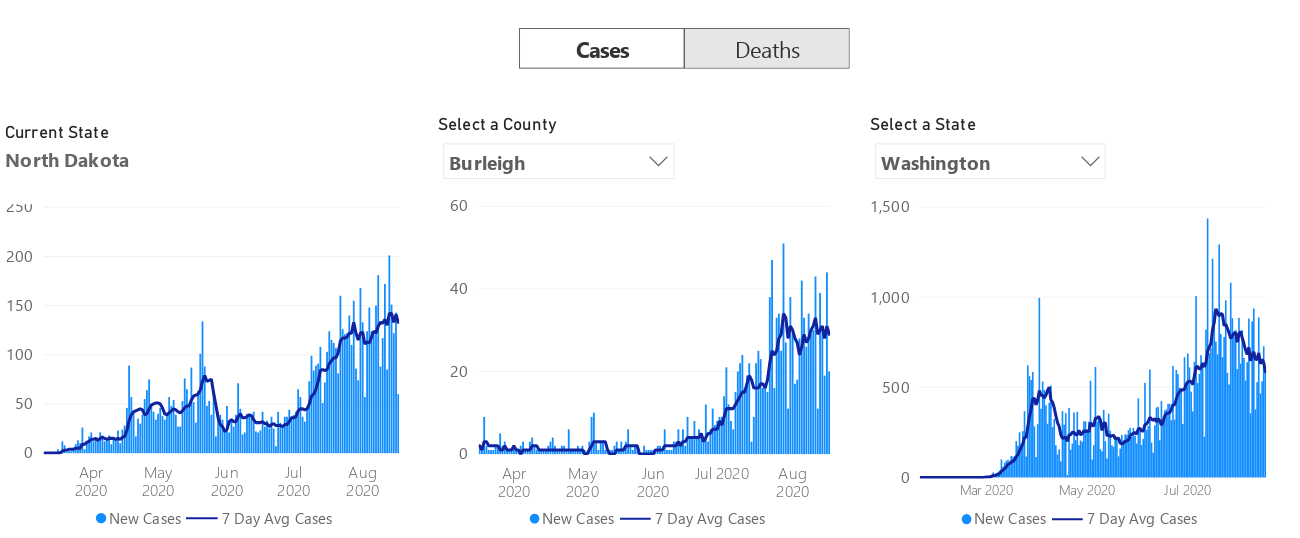 Cases Deaths
Current State
North Dakota
Select a County
Burleigh
Select a State
Washington
250
200
150
100
50
0
Apr May Jun Jul Aug
2020 2020 2020 2020 2020
New Cases 7 Day Avg Cases
60
40
20
0
Apr May Jun Jul 2020 Aug
2020 2020 2020 2020
New Cases 7 Day Avg Cases
1,500
1,000
500
0
Mar 2020 May 2020 Jul 2020
New Cases 7 Day Avg Cases